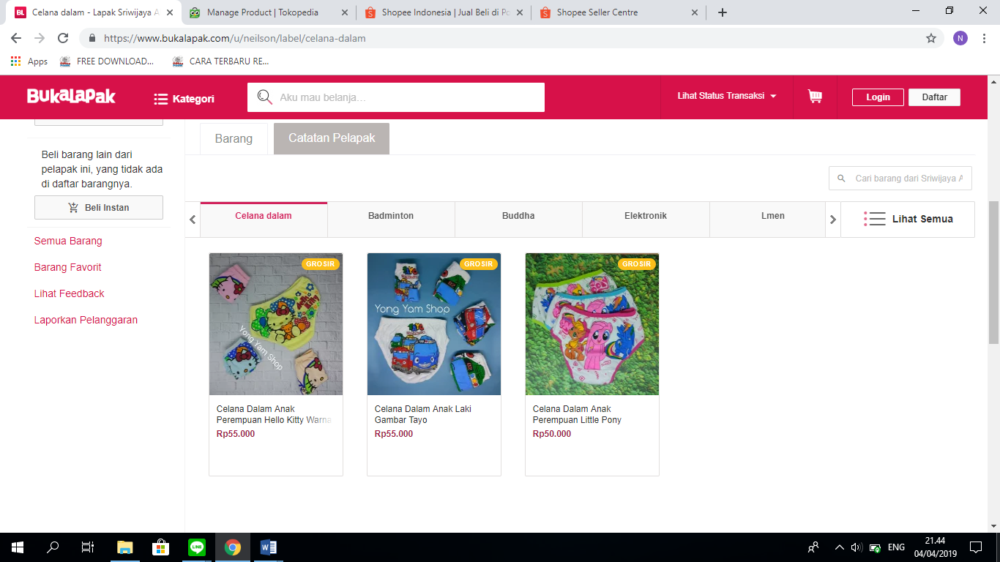 Celana dalam - Lapak Sriwijaya A
Manage Product | Tokopedia
Shopee Indonesia | Jual Beli di Po
Shopee Seller Centre
https://www.bukalapak.com/u/neilson/label/celana-dalam
N
Apps
FREE DOWNLOAD...
CARA TERBARU RE...
BukaLapak
Kategori
Aku mau belanja...
Lihat Status Transaksi
Login
Daftar
Barang
Catatan Pelapak
Beli barang lain dari
pelapak ini, yang tidak ada
di daftar barangnya.
Beli Instan
Semua Barang
Barang Favorit
Lihat Feedback
Laporkan Pelanggaran
Cari barang dari Sriwijaya A
Celana dalam
Badminton
Buddha
Elektronik
Lmen
Lihat Semua
GROSIR
Yong Yam Shop
Celana Dalam Anak
Perempuan Hello Kitty Warna
Rp55.000
GROSIR
Yong Yam Shop
Celana Dalam Anak Laki
Gambar Tayo
Rp55.000
GROSIR
Celana Dalam Anak
Perempuan Little Pony
Rp50.000
ENG
21.44
04/04/2019